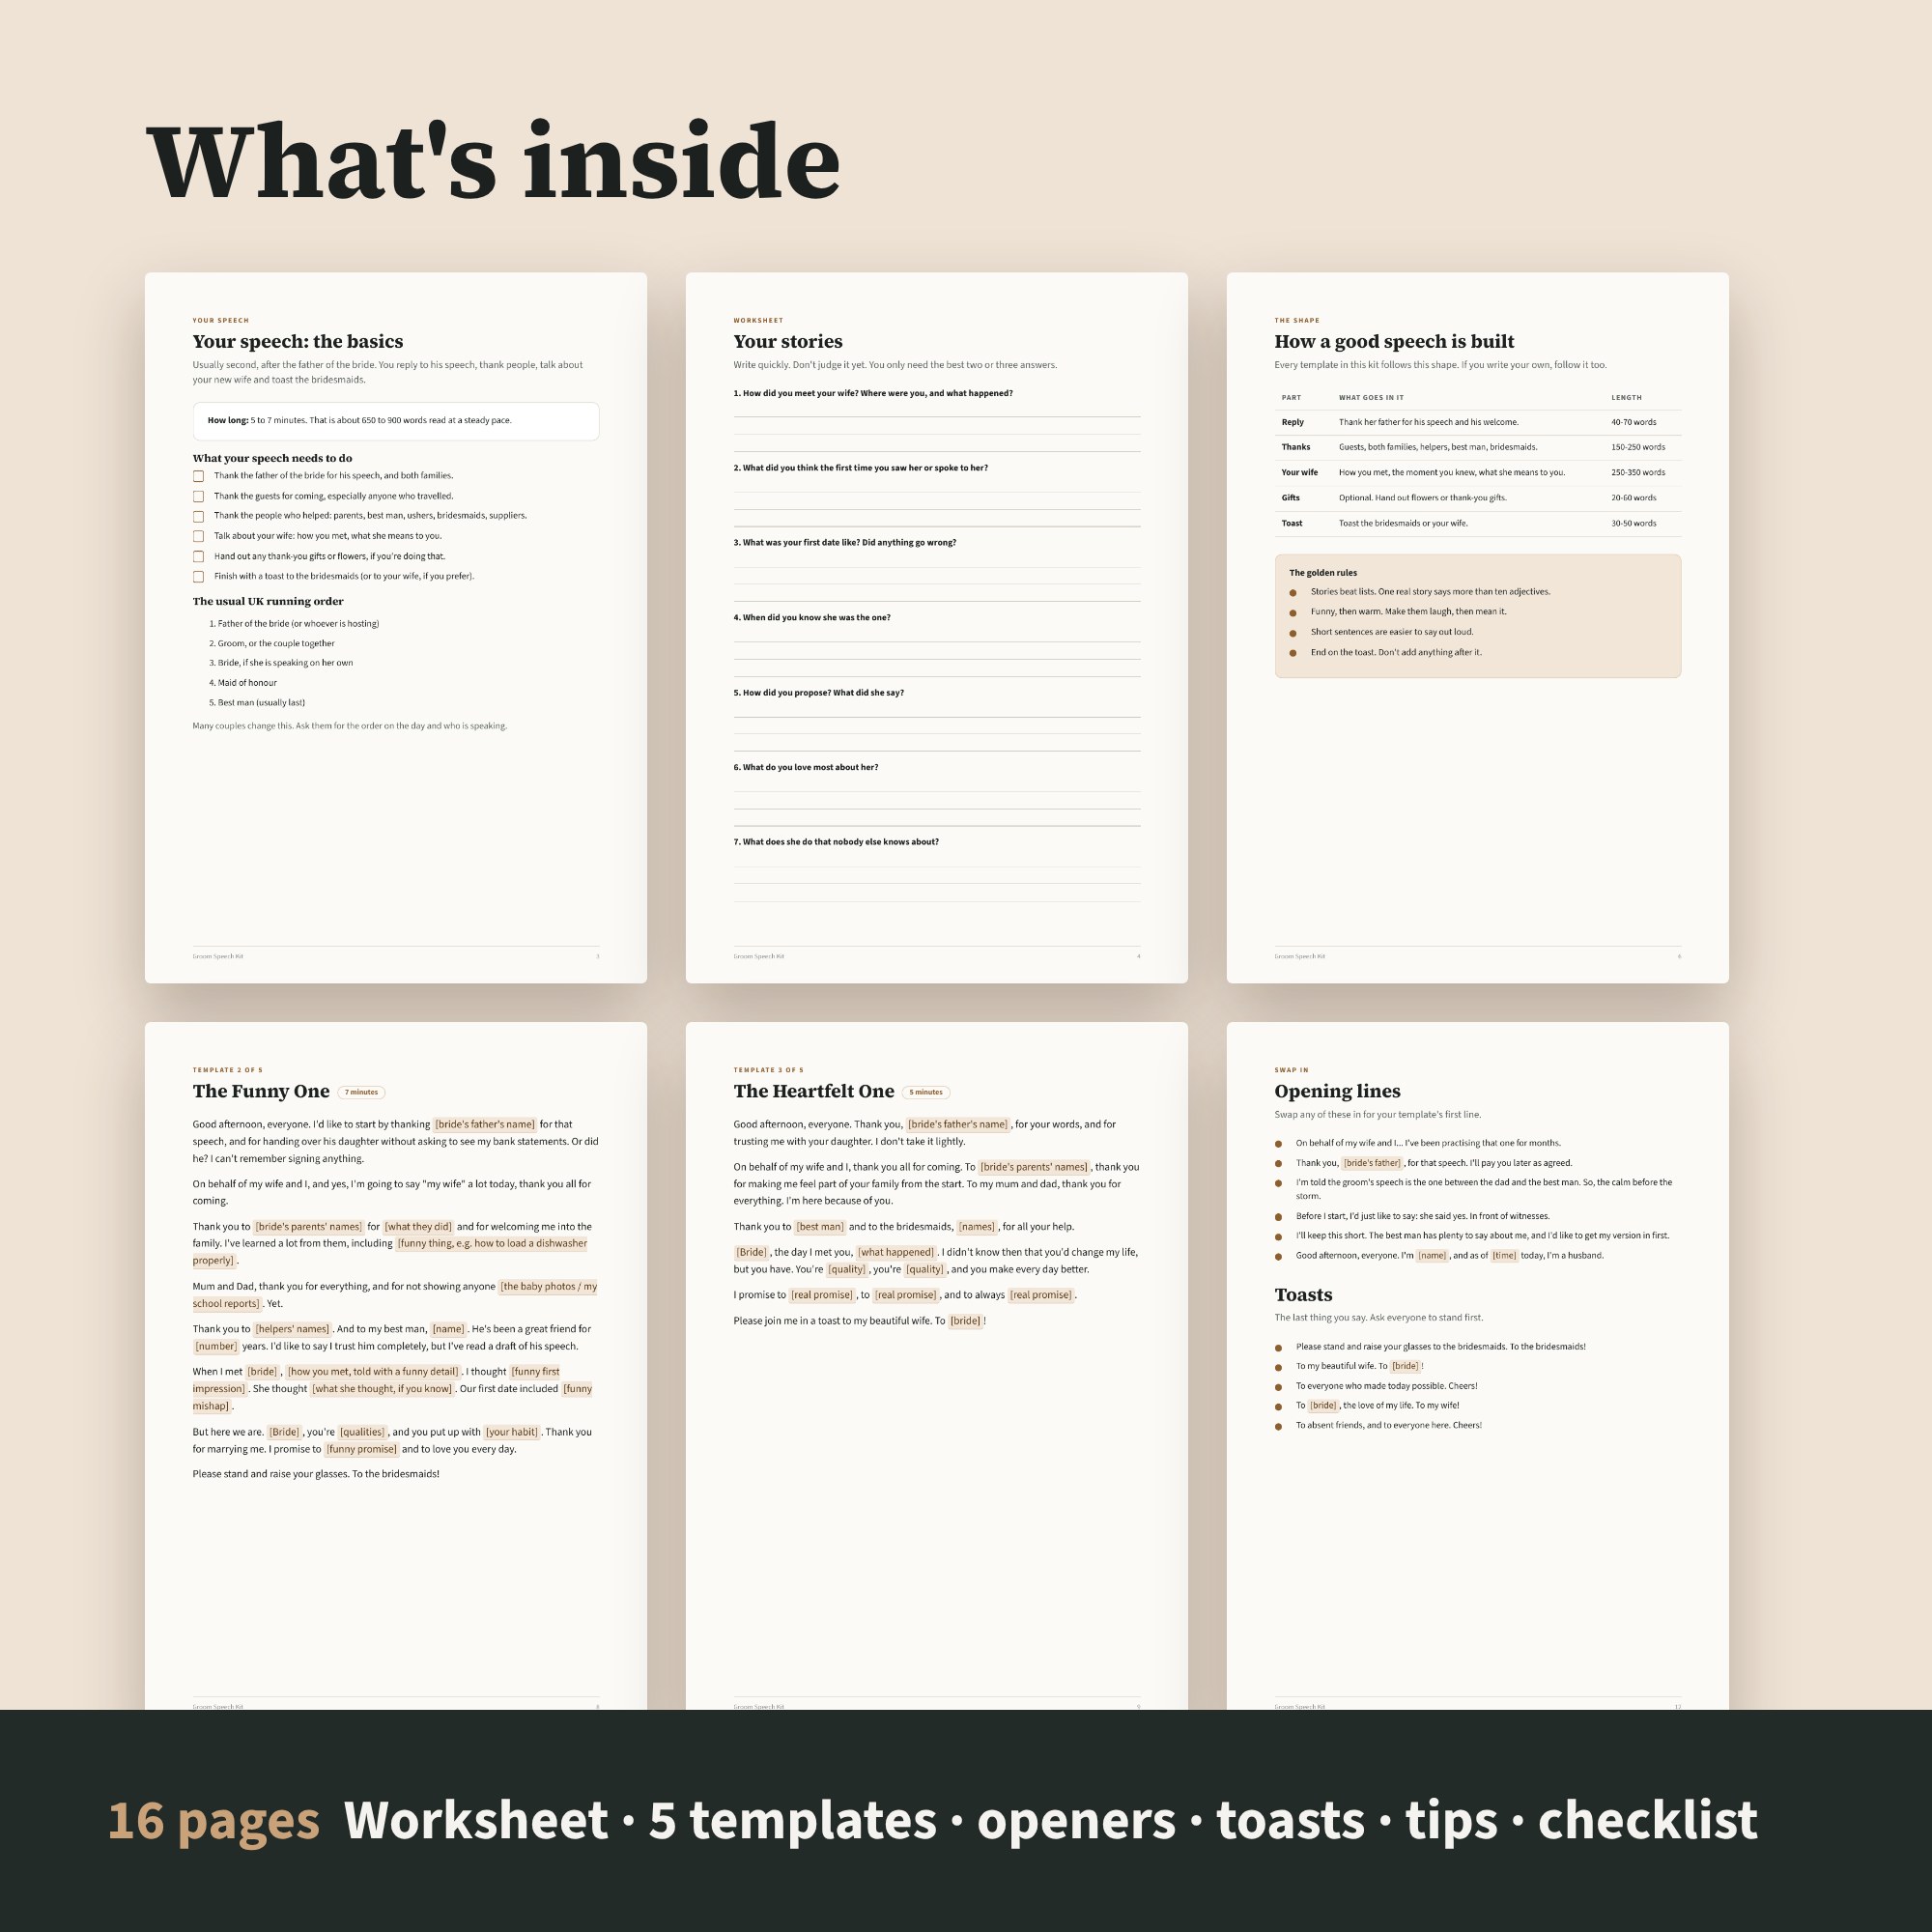 What's inside
YOUR SPEECH
Your speech: the basics
Usually second, after the father of the bride. You reply to his speech, thank people, talk about
your new wife and toast the bridesmaids.
How long: 5 to 7 minutes. That is about 650 to 900 words read at a steady pace.
What your speech needs to do
Thank the father of the bride for his speech, and both families.
Thank the guests for coming, especially anyone who travelled.
Thank the people who helped: parents, best man, ushers, bridesmaids, suppliers.
Talk about your wife: how you met, what she means to you.
Hand out any thank-you gifts or flowers, if you're doing that.
Finish with a toast to the bridesmaids (or to your wife, if you prefer).
The usual UK running order
1. Father of the bride (or whoever is hosting)
2. Groom, or the couple together
3. Bride, if she is speaking on her own
4. Maid of honour
5. Best man (usually last)
Many couples change this. Ask them for the order on the day and who is speaking.
Groom Speech Kit 3
WORKSHEET
Your stories
Write quickly. Don't judge it yet. You only need the best two or three answers.
1. How did you meet your wife? Where were you, and what happened?
2. What did you think the first time you saw her or spoke to her?
3. What was your first date like? Did anything go wrong?
4. When did you know she was the one?
5. How did you propose? What did she say?
6. What do you love most about her?
7. What does she do that nobody else knows about?
Groom Speech Kit 4
THE SHAPE
How a good speech is built
Every template in this kit follows this shape. If you write your own, follow it too.
PART WHAT GOES IN IT LENGTH
Reply Thank her father for his speech and his welcome. 40-70 words
Thanks Guests, both families, helpers, best man, bridesmaids. 150-250 words
Your wife How you met, the moment you knew, what she means to you. 250-350 words
Gifts Optional. Hand out flowers or thank-you gifts. 20-60 words
Toast Toast the bridesmaids or your wife. 30-50 words
The golden rules
Stories beat lists. One real story says more than ten adjectives.
Funny, then warm. Make them laugh, then mean it.
Short sentences are easier to say out loud.
End on the toast. Don't add anything after it.
Groom Speech Kit 6
TEMPLATE 2 OF 5
The Funny One 7 minutes
Good afternoon, everyone. I'd like to start by thanking [bride's father's name] for that
speech, and for handing over his daughter without asking to see my bank statements. Or did
he? I can't remember signing anything.
On behalf of my wife and I, and yes, I'm going to say "my wife" a lot today, thank you all for
coming.
Thank you to [bride's parents' names] for [what they did] and for welcoming me into the
family. I've learned a lot from them, including [funny thing, e.g. how to load a dishwasher
properly].
Mum and Dad, thank you for everything, and for not showing anyone [the baby photos / my
school reports]. Yet.
Thank you to [helpers' names]. And to my best man, [name]. He's been a great friend for
[number] years. I'd like to say I trust him completely, but I've read a draft of his speech.
When I met [bride], [how you met, told with a funny detail]. I thought [funny first
impression]. She thought [what she thought, if you know]. Our first date included [funny
mishap].
But here we are. [Bride], you're [qualities], and you put up with [your habit]. Thank you
for marrying me. I promise to [funny promise] and to love you every day.
Please stand and raise your glasses. To the bridesmaids!
Groom Speech Kit 8
TEMPLATE 3 OF 5
The Heartfelt One 5 minutes
Good afternoon, everyone. Thank you, [bride's father's name], for your words, and for
trusting me with your daughter. I don't take it lightly.
On behalf of my wife and I, thank you all for coming. To [bride's parents' names], thank you
for making me feel part of your family from the start. To my mum and dad, thank you for
everything. I'm here because of you.
Thank you to [best man] and to the bridesmaids, [names], for all your help.
[Bride], the day I met you, [what happened]. I didn't know then that you'd change my life,
but you have. You're [quality], you're [quality], and you make every day better.
I promise to [real promise], to [real promise], and to always [real promise].
Please join me in a toast to my beautiful wife. To [bride]!
Groom Speech Kit 9
SWAP IN
Opening lines
Swap any of these in for your template's first line.
On behalf of my wife and I... I've been practising that one for months.
Thank you, [bride's father], for that speech. I'll pay you later as agreed.
I'm told the groom's speech is the one between the dad and the best man. So, the calm before the
storm.
Before I start, I'd just like to say: she said yes. In front of witnesses.
I'll keep this short. The best man has plenty to say about me, and I'd like to get my version in first.
Good afternoon, everyone. I'm [name], and as of [time] today, I'm a husband.
Toasts
The last thing you say. Ask everyone to stand first.
Please stand and raise your glasses to the bridesmaids. To the bridesmaids!
To my beautiful wife. To [bride]!
To everyone who made today possible. Cheers!
To [bride], the love of my life. To my wife!
To absent friends, and to everyone here. Cheers!
Groom Speech Kit 12
16 pages Worksheet · 5 templates · openers · toasts · tips · checklist